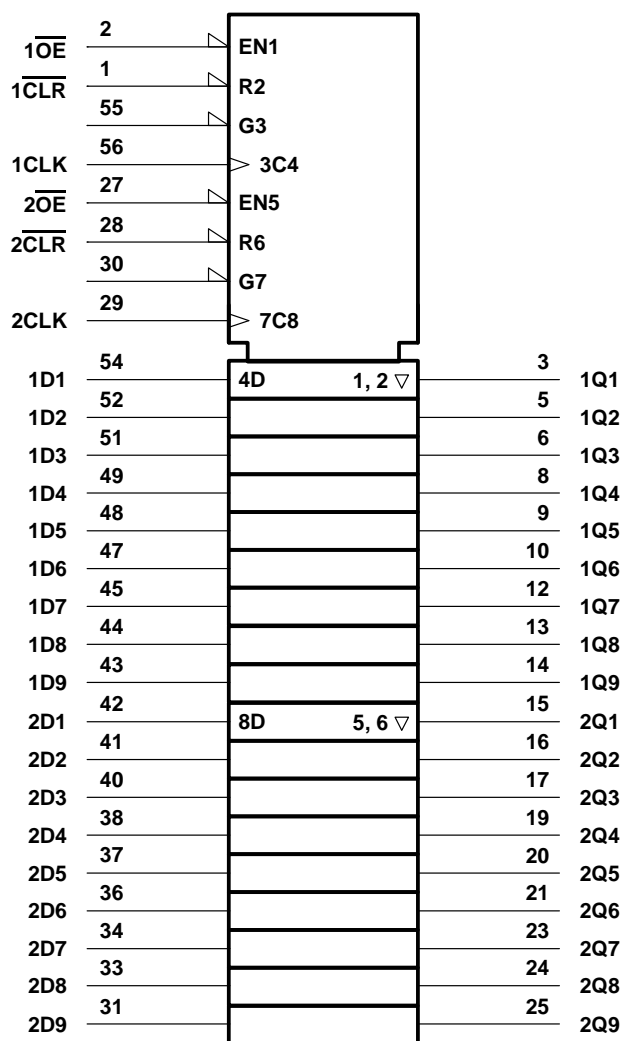 2
1O̅E̅ EN1
1
1C̅L̅R̅ R2
55
G3
56
1CLK 3C4
27
2O̅E̅ EN5
28
2C̅L̅R̅ R6
30
G7
29
2CLK 7C8
54 3
1D1 4D 1, 2 ▽ 1Q1
52 5
1D2 1Q2
51 6
1D3 1Q3
49 8
1D4 1Q4
48 9
1D5 1Q5
47 10
1D6 1Q6
45 12
1D7 1Q7
44 13
1D8 1Q8
43 14
1D9 1Q9
42 15
2D1 8D 5, 6 ▽ 2Q1
41 16
2D2 2Q2
40 17
2D3 2Q3
38 19
2D4 2Q4
37 20
2D5 2Q5
36 21
2D6 2Q6
34 23
2D7 2Q7
33 24
2D8 2Q8
31 25
2D9 2Q9